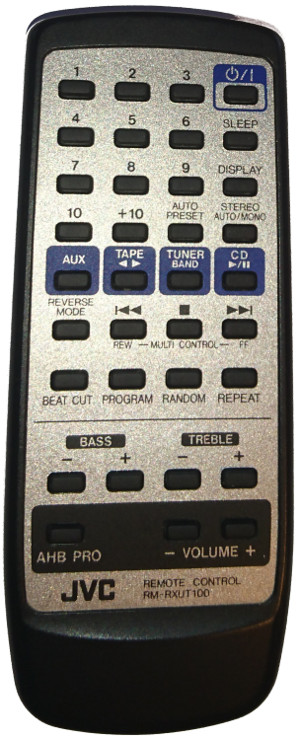 1 2 3 ⏻/I
4 5 6 SLEEP
7 8 9 DISPLAY
10 +10 AUTO PRESET STEREO AUTO/MONO
AUX TAPE ◀ ▶ TUNER BAND CD ▶/❚❚
REVERSE MODE |◀◀ ■ ▶▶|
REW — MULTI CONTROL — FF
BEAT CUT PROGRAM RANDOM REPEAT
BASS TREBLE
− + − +
AHB PRO − VOLUME +
JVC REMOTE CONTROL
RM-RXUT100